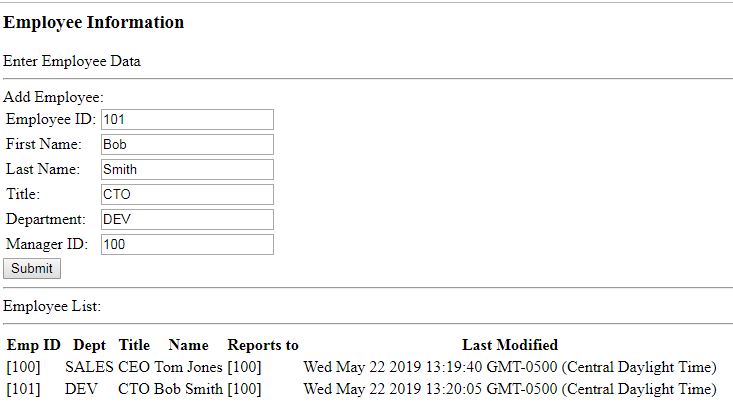 Employee Information
Enter Employee Data
Add Employee:
Employee ID: 101
First Name: Bob
Last Name: Smith
Title: CTO
Department: DEV
Manager ID: 100
Submit
Employee List:
Emp ID Dept Title Name Reports to Last Modified
[100] SALES CEO Tom Jones [100] Wed May 22 2019 13:19:40 GMT-0500 (Central Daylight Time)
[101] DEV CTO Bob Smith [100] Wed May 22 2019 13:20:05 GMT-0500 (Central Daylight Time)